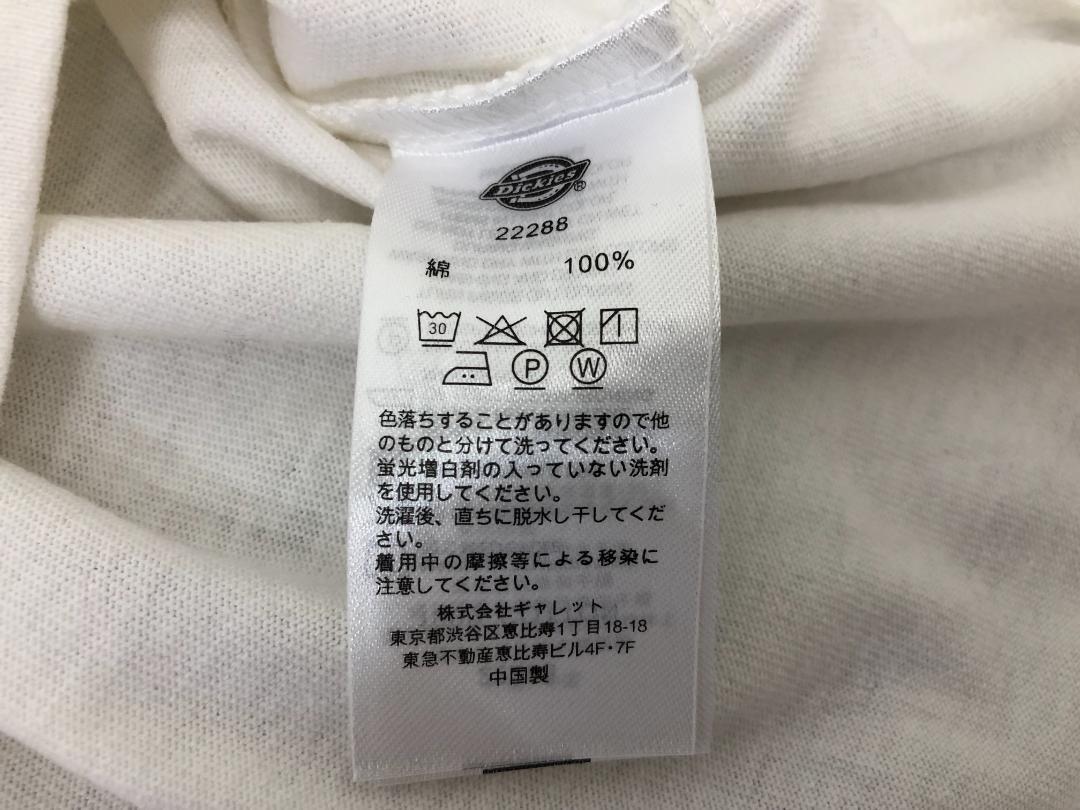 Dickies®
22288
綿 100%
30
P W
色落ちすることがありますので他
のものと分けて洗ってください。
蛍光増白剤の入っていない洗剤
を使用してください。
洗濯後、直ちに脱水し干してくだ
さい。
着用中の摩擦等による移染に
注意してください。
株式会社ギャレット
東京都渋谷区恵比寿1丁目18-18
東急不動産恵比寿ビル4F・7F
中国製